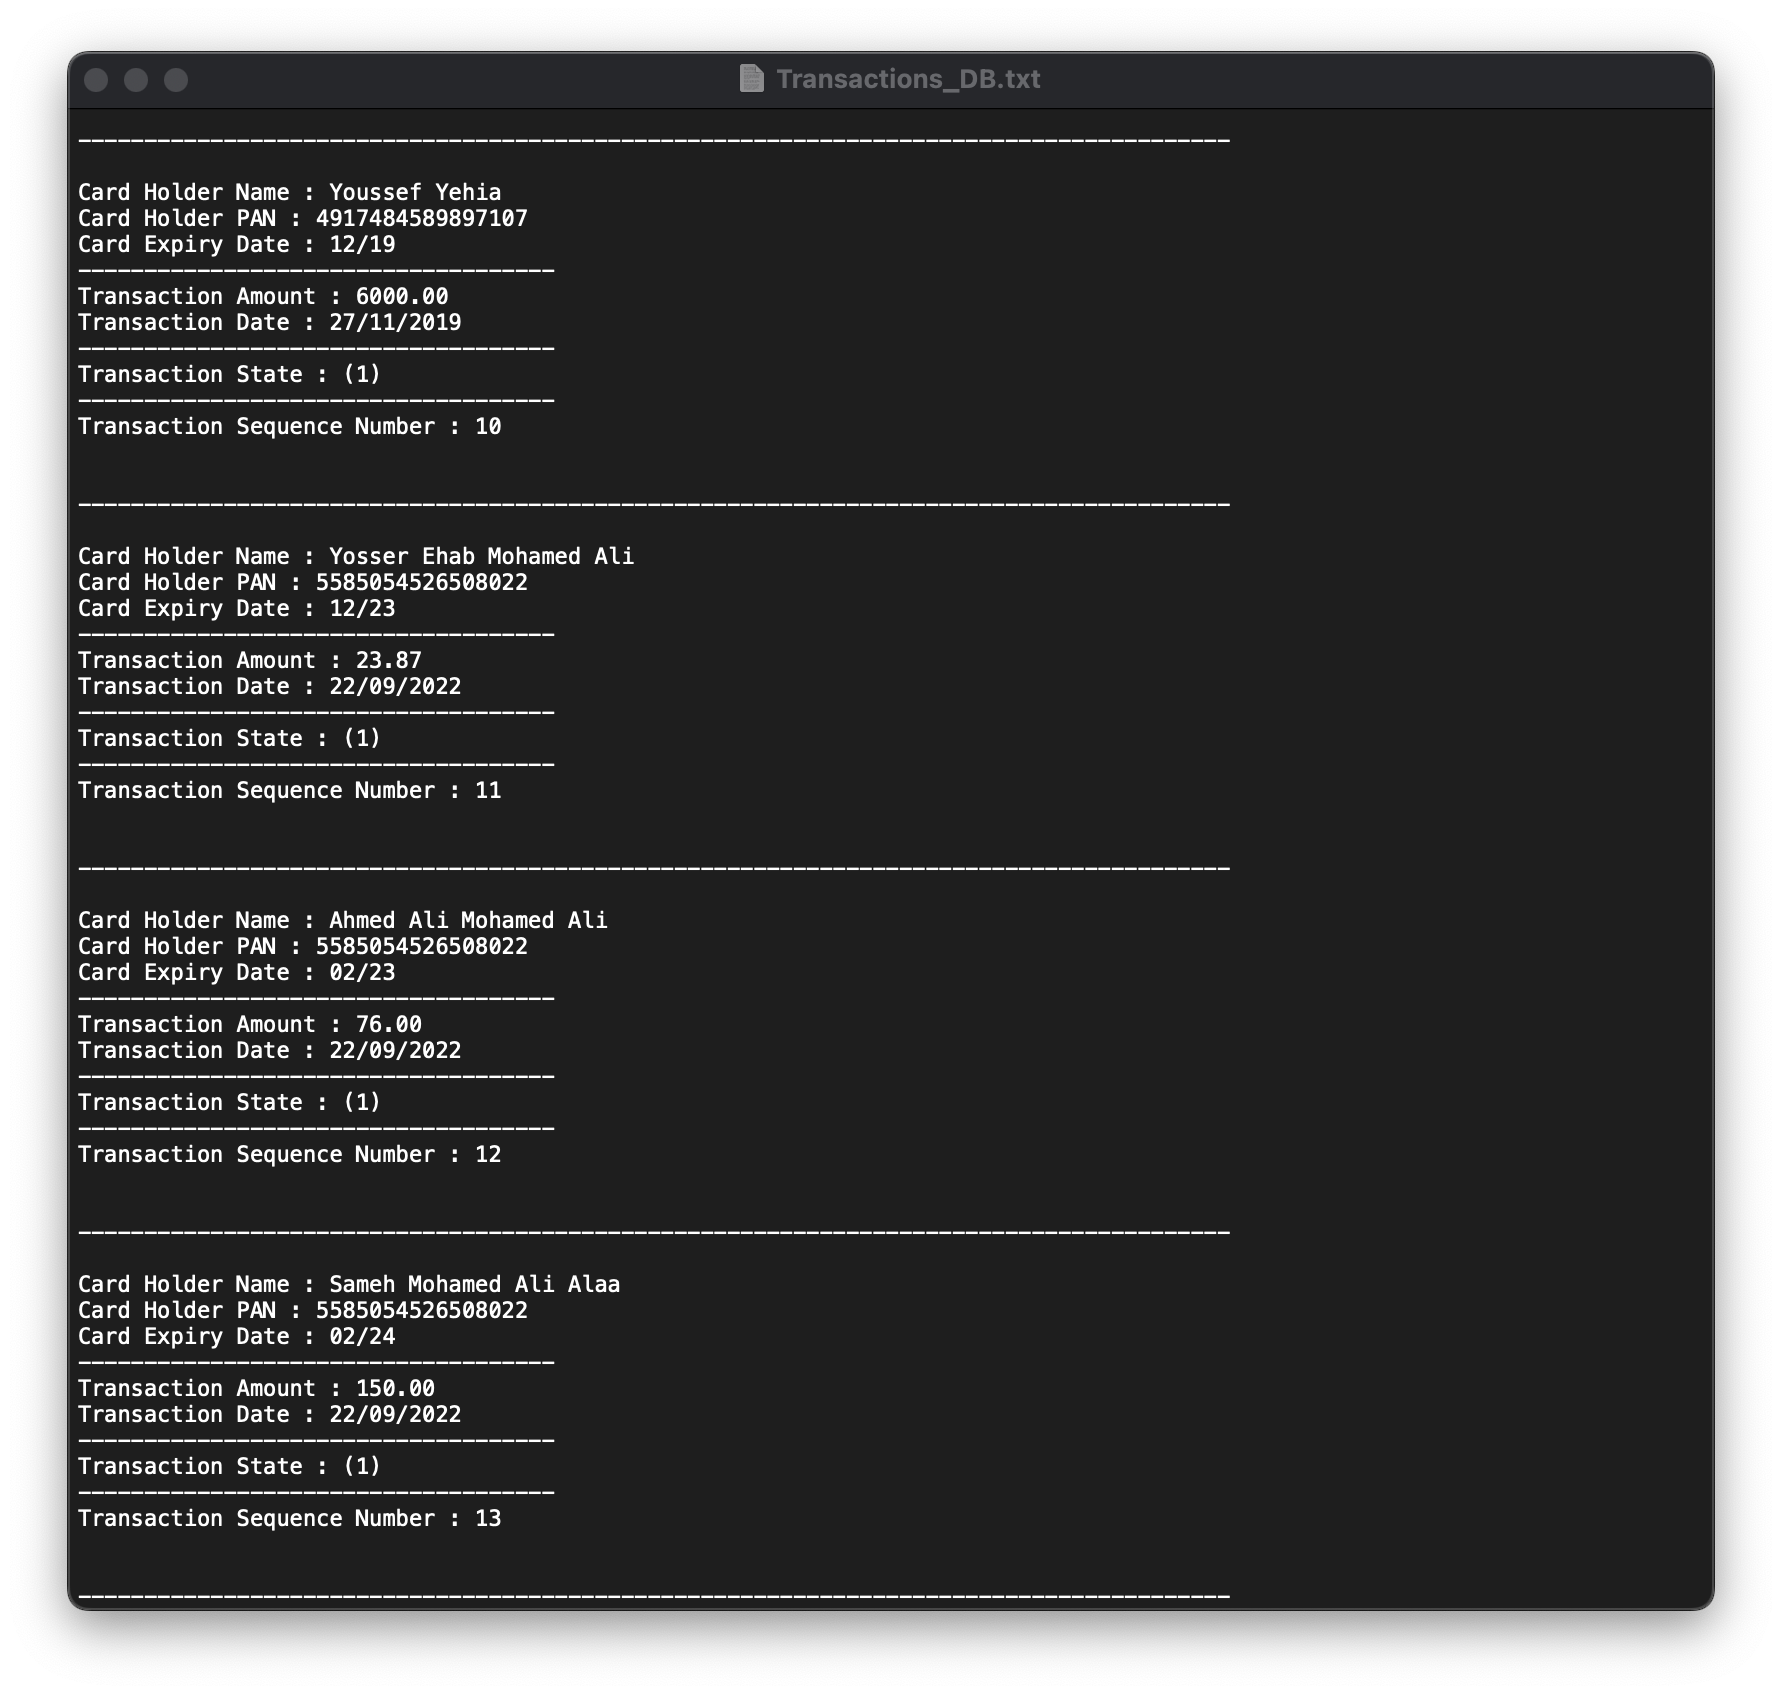 Transactions_DB.txt
----------------------------------------------------------------------------------------
Card Holder Name : Youssef Yehia
Card Holder PAN : 4917484589897107
Card Expiry Date : 12/19
------------------------------------
Transaction Amount : 6000.00
Transaction Date : 27/11/2019
------------------------------------
Transaction State : (1)
------------------------------------
Transaction Sequence Number : 10
----------------------------------------------------------------------------------------
Card Holder Name : Yosser Ehab Mohamed Ali
Card Holder PAN : 5585054526508022
Card Expiry Date : 12/23
------------------------------------
Transaction Amount : 23.87
Transaction Date : 22/09/2022
------------------------------------
Transaction State : (1)
------------------------------------
Transaction Sequence Number : 11
----------------------------------------------------------------------------------------
Card Holder Name : Ahmed Ali Mohamed Ali
Card Holder PAN : 5585054526508022
Card Expiry Date : 02/23
------------------------------------
Transaction Amount : 76.00
Transaction Date : 22/09/2022
------------------------------------
Transaction State : (1)
------------------------------------
Transaction Sequence Number : 12
----------------------------------------------------------------------------------------
Card Holder Name : Sameh Mohamed Ali Alaa
Card Holder PAN : 5585054526508022
Card Expiry Date : 02/24
------------------------------------
Transaction Amount : 150.00
Transaction Date : 22/09/2022
------------------------------------
Transaction State : (1)
------------------------------------
Transaction Sequence Number : 13
----------------------------------------------------------------------------------------